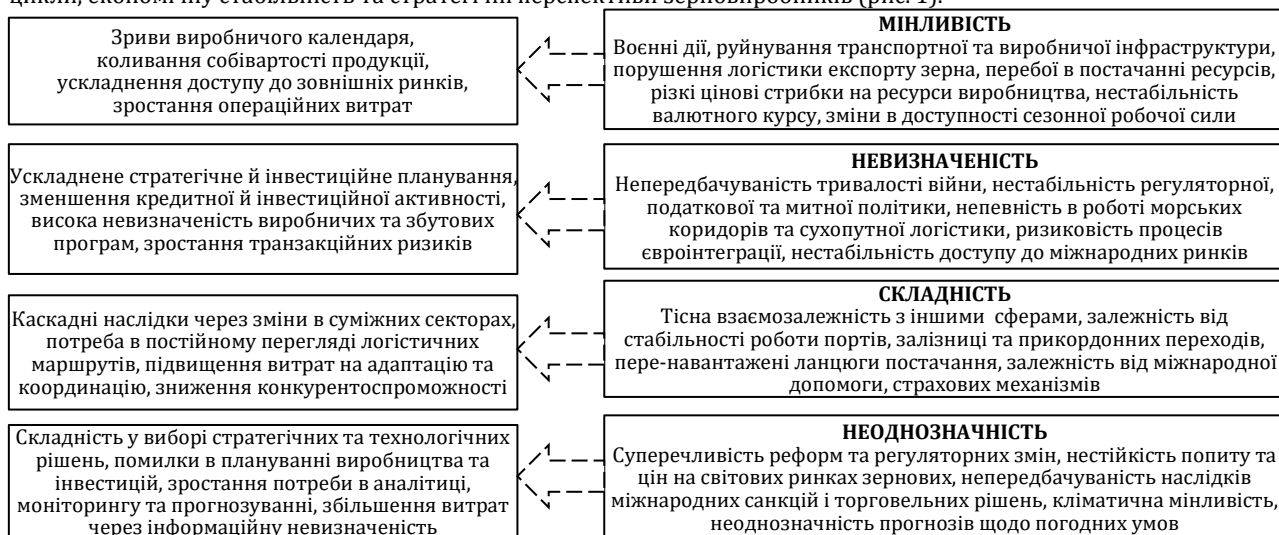 цикли, економічну стабільність та стратегічні перспективи зерновиробників (рис. 1).
Зриви виробничого календаря,
коливання собівартості продукції,
ускладнення доступу до зовнішніх ринків,
зростання операційних витрат
МІНЛИВІСТЬ
Воєнні дії, руйнування транспортної та виробничої інфраструктури,
порушення логістики експорту зерна, перебої в постачанні ресурсів,
різкі цінові стрибки на ресурси виробництва, нестабільність
валютного курсу, зміни в доступності сезонної робочої сили
Ускладнене стратегічне й інвестиційне планування,
зменшення кредитної й інвестиційної активності,
висока невизначеність виробничих та збутових
програм, зростання транзакційних ризиків
НЕВИЗНАЧЕНІСТЬ
Непередбачуваність тривалості війни, нестабільність регуляторної,
податкової та митної політики, непевність в роботі морських
коридорів та сухопутної логістики, ризиковість процесів
євроінтеграції, нестабільність доступу до міжнародних ринків
Каскадні наслідки через зміни в суміжних секторах,
потреба в постійному перегляді логістичних
маршрутів, підвищення витрат на адаптацію та
координацію, зниження конкурентоспроможності
СКЛАДНІСТЬ
Тісна взаємозалежність з іншими сферами, залежність від
стабільності роботи портів, залізниці та прикордонних переходів,
пере-навантажені ланцюги постачання, залежність від міжнародної
допомоги, страхових механізмів
Складність у виборі стратегічних та технологічних
рішень, помилки в плануванні виробництва та
інвестицій, зростання потреби в аналітиці,
моніторингу та прогнозуванні, збільшення витрат
через інформаційну невизначеність
НЕОДНОЗНАЧНІСТЬ
Суперечливість реформ та регуляторних змін, нестійкість попиту та
цін на світових ринках зернових, непередбачуваність наслідків
міжнародних санкцій і торговельних рішень, кліматична мінливість,
неоднозначність прогнозів щодо погодних умов